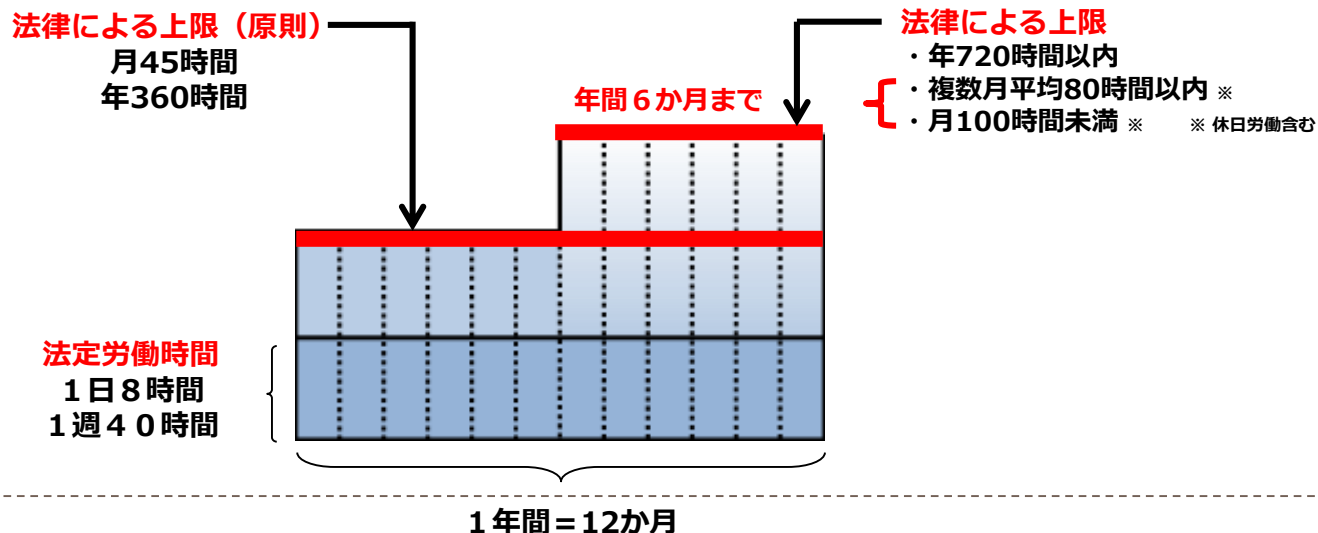 法律による上限（原則）
月45時間
年360時間
法律による上限
・年720時間以内
・複数月平均80時間以内 ※
・月100時間未満 ※　※ 休日労働含む
年間６か月まで
法定労働時間
１日８時間
１週４０時間
１年間＝12か月